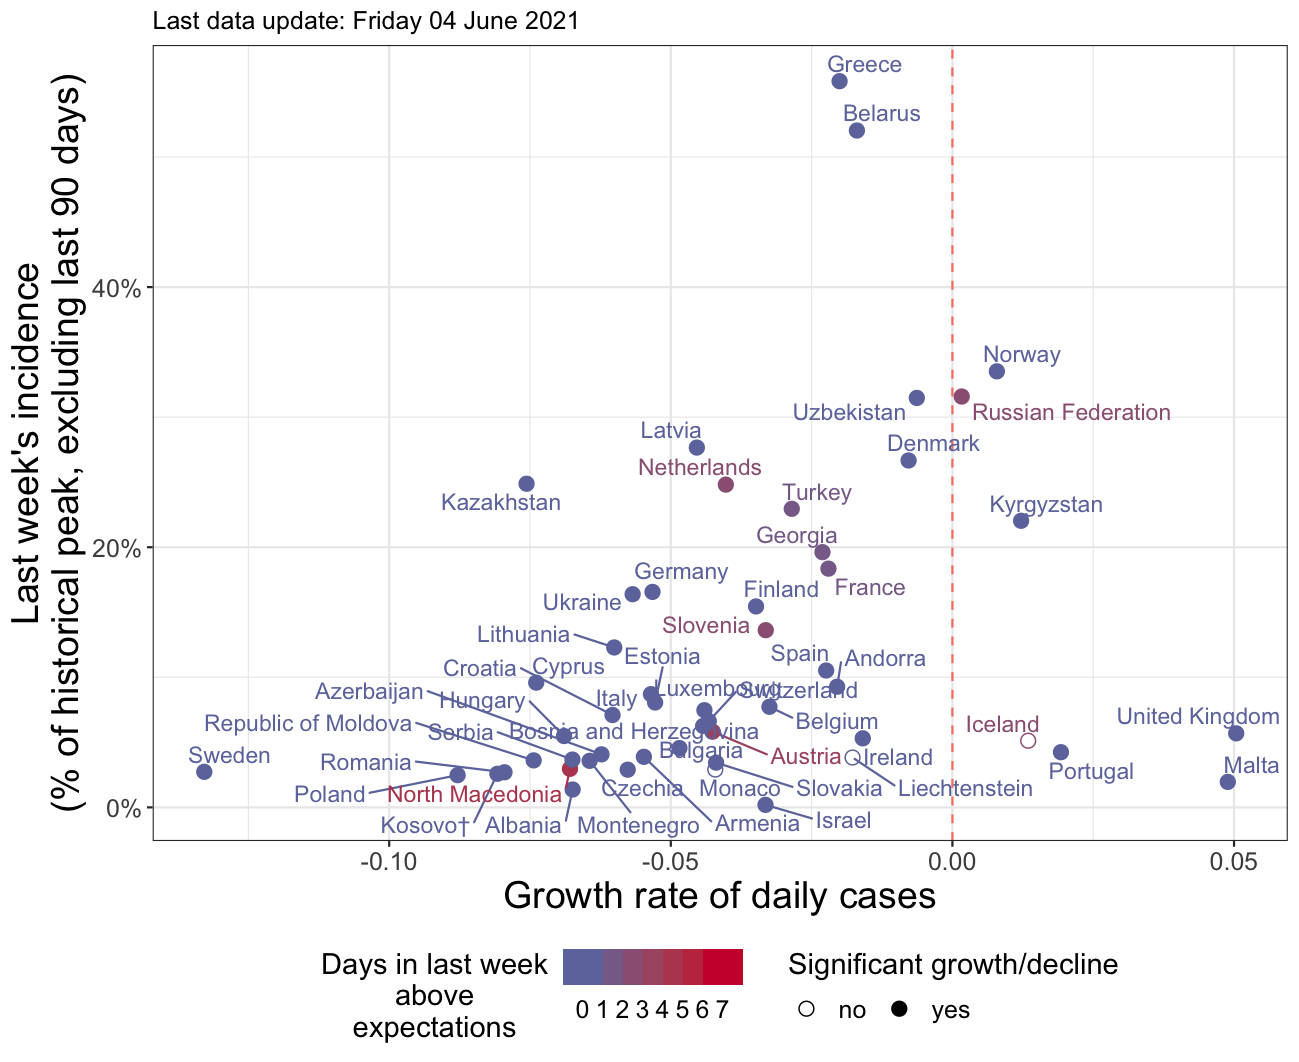 Last data update: Friday 04 June 2021
Last week's incidence
(% of historical peak, excluding last 90 days)
40%
20%
0%
Greece
Belarus
Norway
Uzbekistan
Russian Federation
Latvia
Denmark
Netherlands
Kazakhstan
Turkey
Kyrgyzstan
Georgia
Germany
France
Ukraine
Finland
Lithuania
Slovenia
Estonia
Spain
Andorra
Croatia
Cyprus
Azerbaijan
Hungary
Italy
Luxembourg
Switzerland
Republic of Moldova
Serbia
Bosnia and Herzegovina
Belgium
Iceland
United Kingdom
Sweden
Romania
Bulgaria
Austria
Ireland
Portugal
Malta
Poland
North Macedonia
Czechia
Monaco
Slovakia
Liechtenstein
Kosovo†
Albania
Montenegro
Armenia
Israel
-0.10
-0.05
0.00
0.05
Growth rate of daily cases
Days in last week
above
expectations
0 1 2 3 4 5 6 7
Significant growth/decline
no
yes